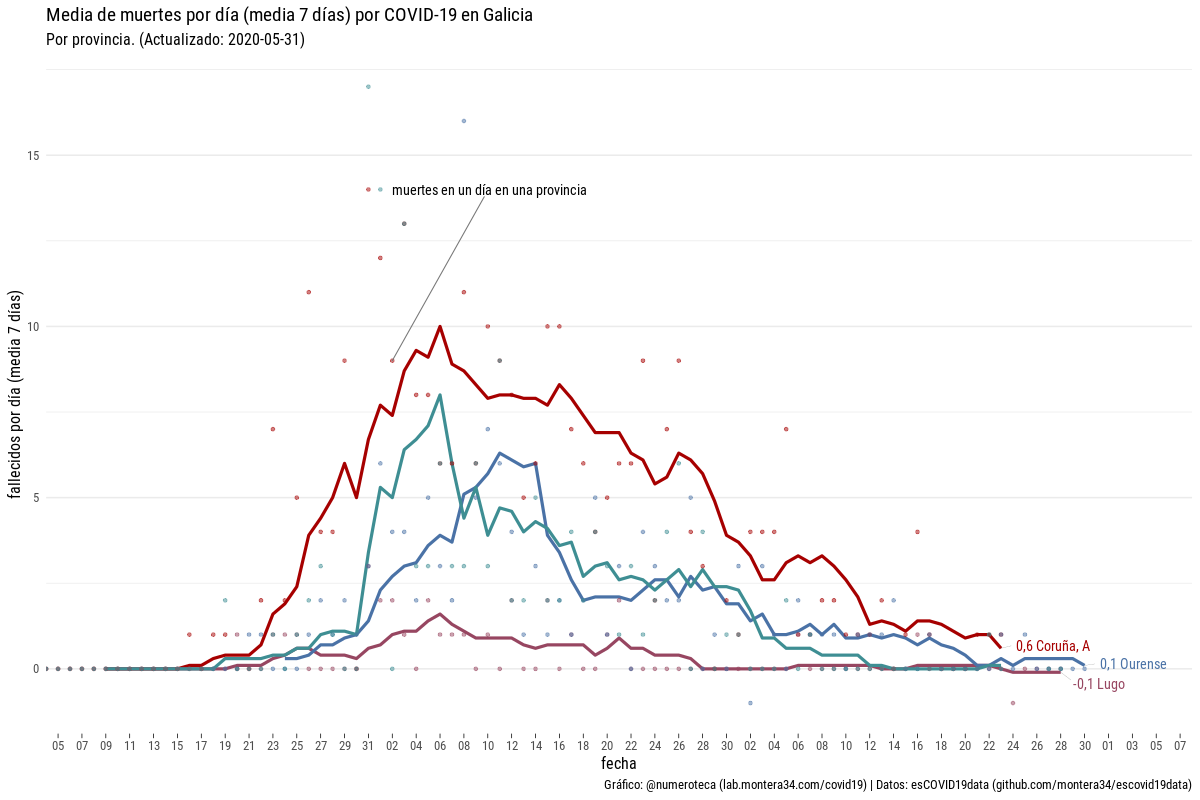 Media de muertes por día (media 7 días) por COVID-19 en Galicia
Por provincia. (Actualizado: 2020-05-31)
fallecidos por día (media 7 días)
15
10
5
0
muertes en un día en una provincia
0,6 Coruña, A
0,1 Ourense
-0,1 Lugo
05 07 09 11 13 15 17 19 21 23 25 27 29 31 02 04 06 08 10 12 14 16 18 20 22 24 26 28 30 02 04 06 08 10 12 14 16 18 20 22 24 26 28 30 01 03 05 07
fecha
Gráfico: @numeroteca (lab.montera34.com/covid19) | Datos: esCOVID19data (github.com/montera34/escovid19data)